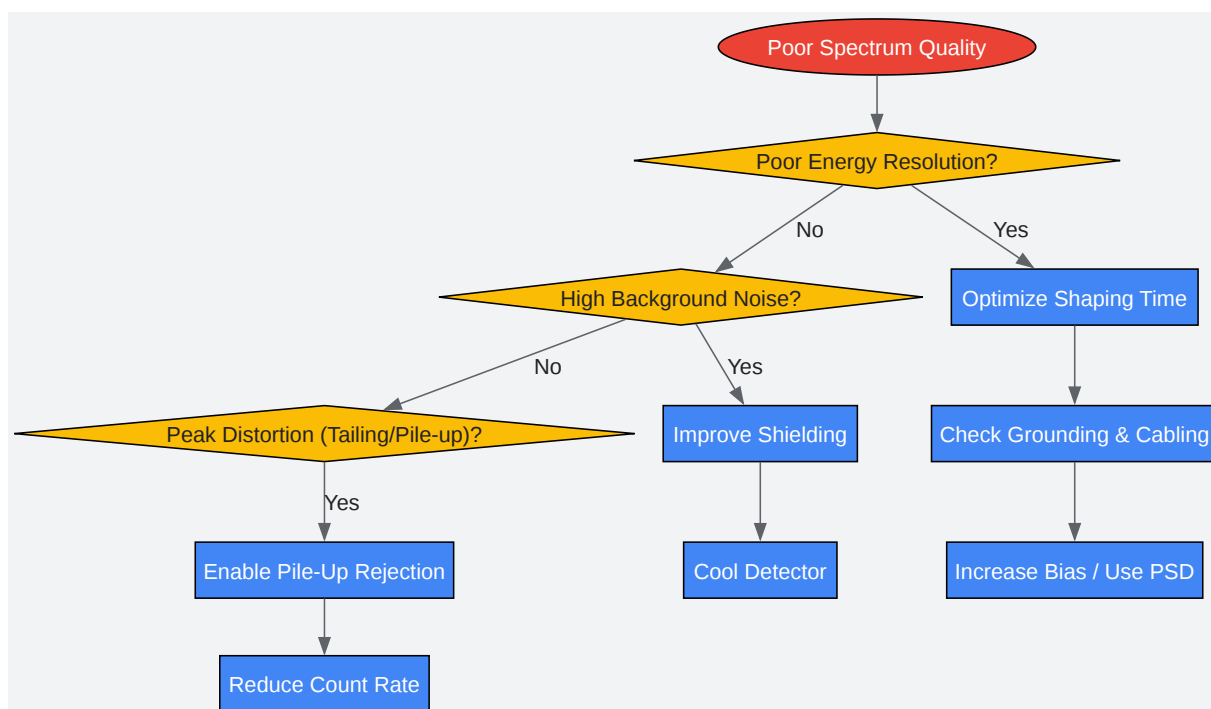 Poor Spectrum Quality
Poor Energy Resolution?
No
Yes
High Background Noise?
Optimize Shaping Time
No
Yes
Peak Distortion (Tailing/Pile-up)?
Improve Shielding
Check Grounding & Cabling
Yes
Enable Pile-Up Rejection
Cool Detector
Increase Bias / Use PSD
Reduce Count Rate